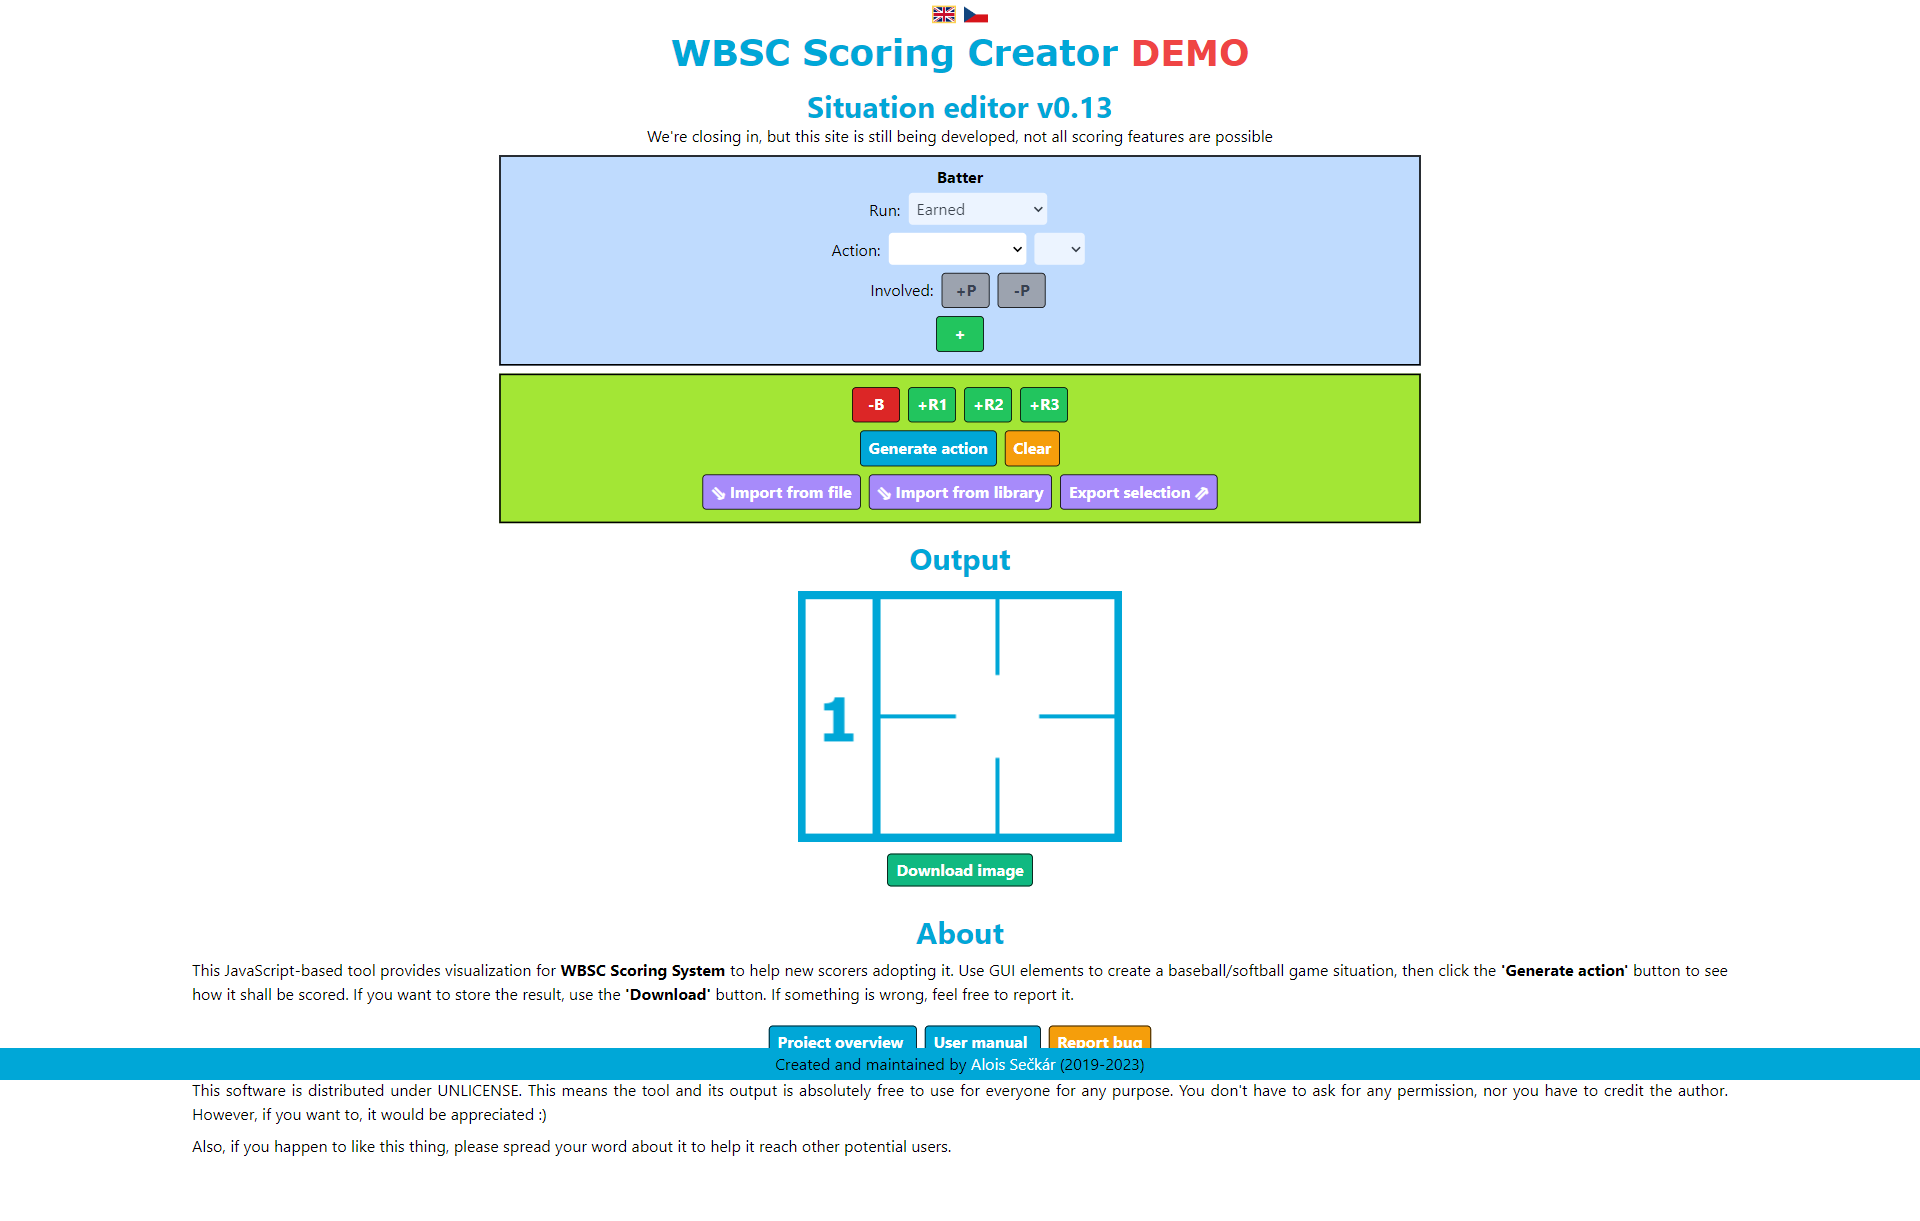 WBSC Scoring Creator DEMO
Situation editor v0.13
We're closing in, but this site is still being developed, not all scoring features are possible
Batter
Run: Earned
Action:
Involved: +P -P
+
-B +R1 +R2 +R3
Generate action Clear
⇘ Import from file ⇘ Import from library Export selection ⇗
Output
1
Download image
About
This JavaScript-based tool provides visualization for WBSC Scoring System to help new scorers adopting it. Use GUI elements to create a baseball/softball game situation, then click the 'Generate action' button to see
how it shall be scored. If you want to store the result, use the 'Download' button. If something is wrong, feel free to report it.
Project overview User manual Report bug
Created and maintained by Alois Sečkár (2019-2023)
This software is distributed under UNLICENSE. This means the tool and its output is absolutely free to use for everyone for any purpose. You don't have to ask for any permission, nor you have to credit the author.
However, if you want to, it would be appreciated :)
Also, if you happen to like this thing, please spread your word about it to help it reach other potential users.